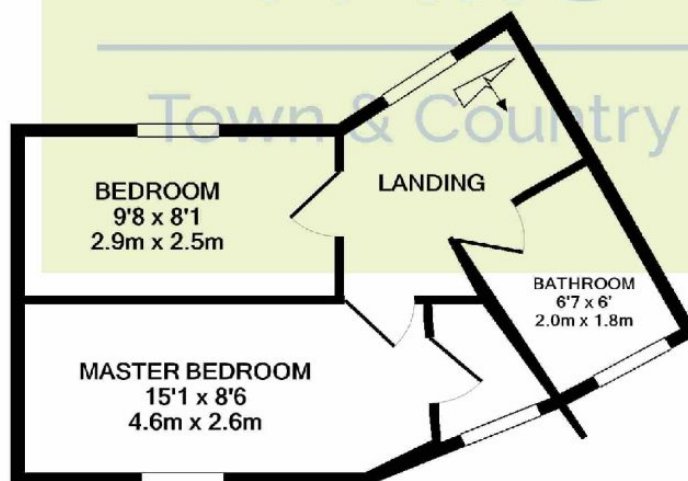 Town & Country
BEDROOM
9'8 x 8'1
2.9m x 2.5m
LANDING
BATHROOM
6'7 x 6'
2.0m x 1.8m
MASTER BEDROOM
15'1 x 8'6
4.6m x 2.6m